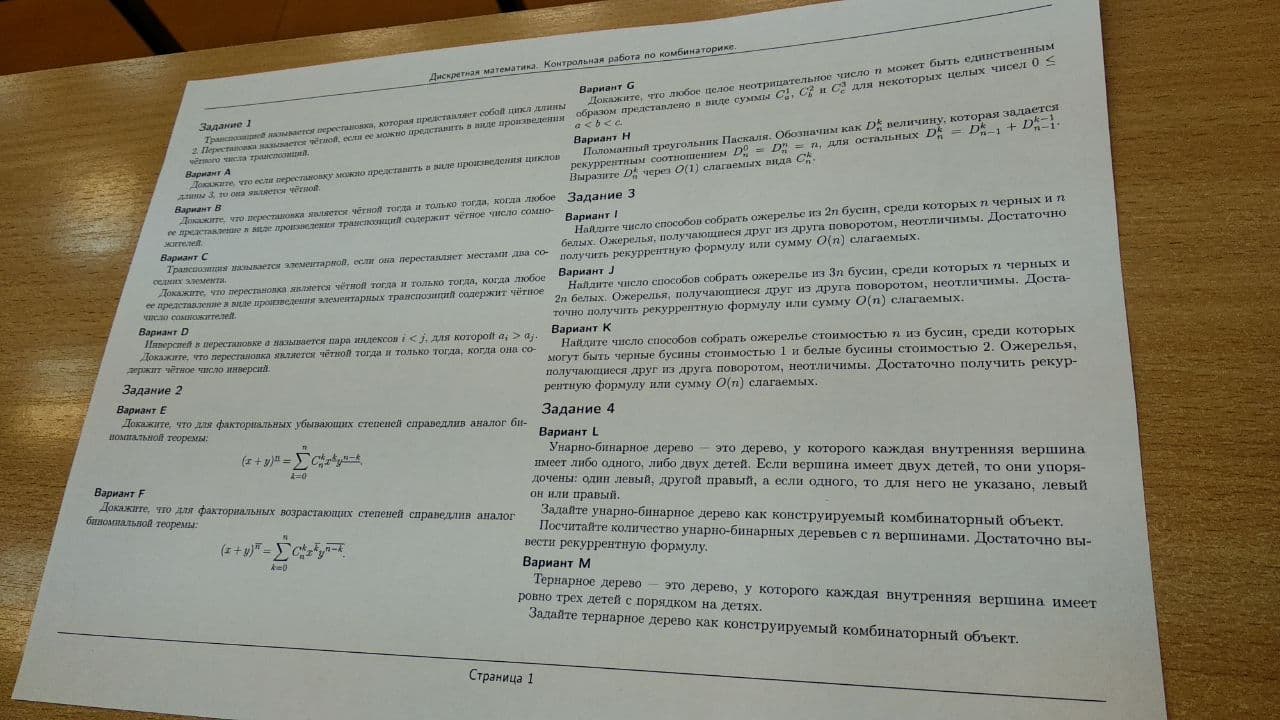 Дискретная математика. Контрольная работа по комбинаторике.
Задание 1
Транспозицией называется перестановка, которая представляет собой цикл длины
2. Перестановка называется чётной, если ее можно представить в виде произведения
чётного числа транспозиций.
Вариант A
Докажите, что если перестановку можно представить в виде произведения циклов
длины 3, то она является чётной.
Вариант B
Докажите, что перестановка является чётной тогда и только тогда, когда любое
ее представление в виде произведения транспозиций содержит чётное число сомно-
жителей.
Вариант C
Транспозиция называется элементарной, если она переставляет местами два со-
седних элемента.
Докажите, что перестановка является чётной тогда и только тогда, когда любое
ее представление в виде произведения элементарных транспозиций содержит чётное
число сомножителей.
Вариант D
Инверсией в перестановке a называется пара индексов i < j, для которой a_i > a_j.
Докажите, что перестановка является чётной тогда и только тогда, когда она со-
держит чётное число инверсий.
Задание 2
Вариант E
Докажите, что для факториальных убывающих степеней справедлив аналог би-
номиальной теоремы:
(x + y)^{\underline{n}} = \sum_{k=0}^{n} C_n^k x^{\underline{k}} y^{\underline{n-k}}.
Вариант F
Докажите, что для факториальных возрастающих степеней справедлив аналог
биномиальной теоремы:
(x + y)^{\overline{n}} = \sum_{k=0}^{n} C_n^k x^{\overline{k}} y^{\overline{n-k}}.
Вариант G
Докажите, что любое целое неотрицательное число n может быть единственным
образом представлено в виде суммы C_a^1, C_b^2 и C_c^3 для некоторых целых чисел 0 ≤
a < b < c.
Вариант H
Поломанный треугольник Паскаля. Обозначим как D_n^k величину, которая задается
рекуррентным соотношением D_n^0 = D_n^n = n, для остальных D_n^k = D_{n-1}^k + D_{n-1}^{k-1}.
Выразите D_n^k через O(1) слагаемых вида C_n^k.
Задание 3
Вариант I
Найдите число способов собрать ожерелье из 2n бусин, среди которых n черных и n
белых. Ожерелья, получающиеся друг из друга поворотом, неотличимы. Достаточно
получить рекуррентную формулу или сумму O(n) слагаемых.
Вариант J
Найдите число способов собрать ожерелье из 3n бусин, среди которых n черных и
2n белых. Ожерелья, получающиеся друг из друга поворотом, неотличимы. Доста-
точно получить рекуррентную формулу или сумму O(n) слагаемых.
Вариант K
Найдите число способов собрать ожерелье стоимостью n из бусин, среди которых
могут быть черные бусины стоимостью 1 и белые бусины стоимостью 2. Ожерелья,
получающиеся друг из друга поворотом, неотличимы. Достаточно получить рекур-
рентную формулу или сумму O(n) слагаемых.
Задание 4
Вариант L
Унарно-бинарное дерево — это дерево, у которого каждая внутренняя вершина
имеет либо одного, либо двух детей. Если вершина имеет двух детей, то они упоря-
дочены: один левый, другой правый, а если одного, то для него не указано, левый
он или правый.
Задайте унарно-бинарное дерево как конструируемый комбинаторный объект.
Посчитайте количество унарно-бинарных деревьев с n вершинами. Достаточно вы-
вести рекуррентную формулу.
Вариант M
Тернарное дерево — это дерево, у которого каждая внутренняя вершина имеет
ровно трех детей с порядком на детях.
Задайте тернарное дерево как конструируемый комбинаторный объект.
Страница 1